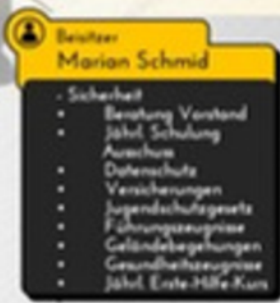 Beisitzer
Marian Schmid
- Sicherheit
• Beratung Vorstand
• Jährl. Schulung
Ausschuss
• Datenschutz
• Versicherungen
• Jugendschutzgesetz
• Führungszeugnisse
• Geländebegehungen
• Gesundheitszeugnisse
• Jährl. Erste-Hilfe-Kurs